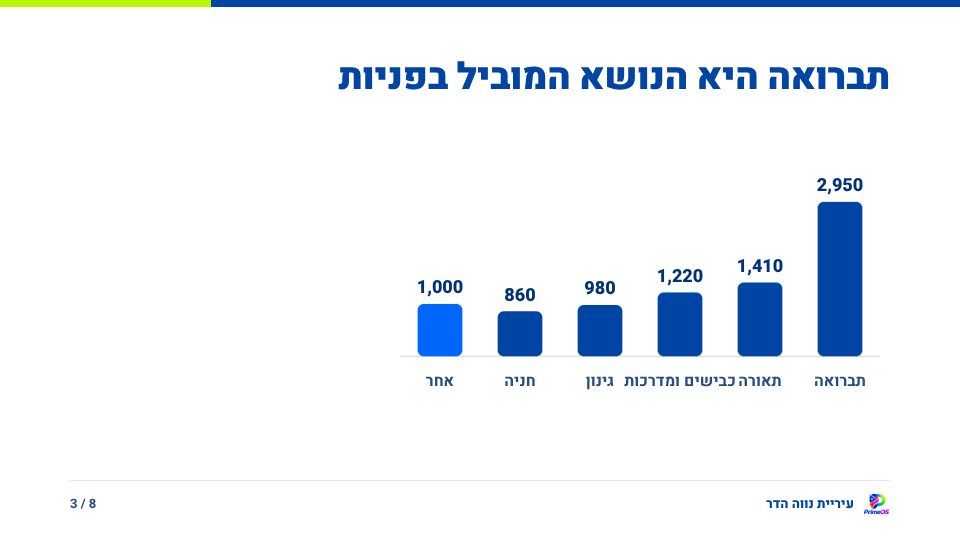 תברואה היא הנושא המוביל בפניות
2,950
1,410
1,220
980
860
1,000
תברואה
תאורה
כבישים ומדרכות
גינון
חניה
אחר
PrimeOS
עיריית נווה הדר
3 / 8